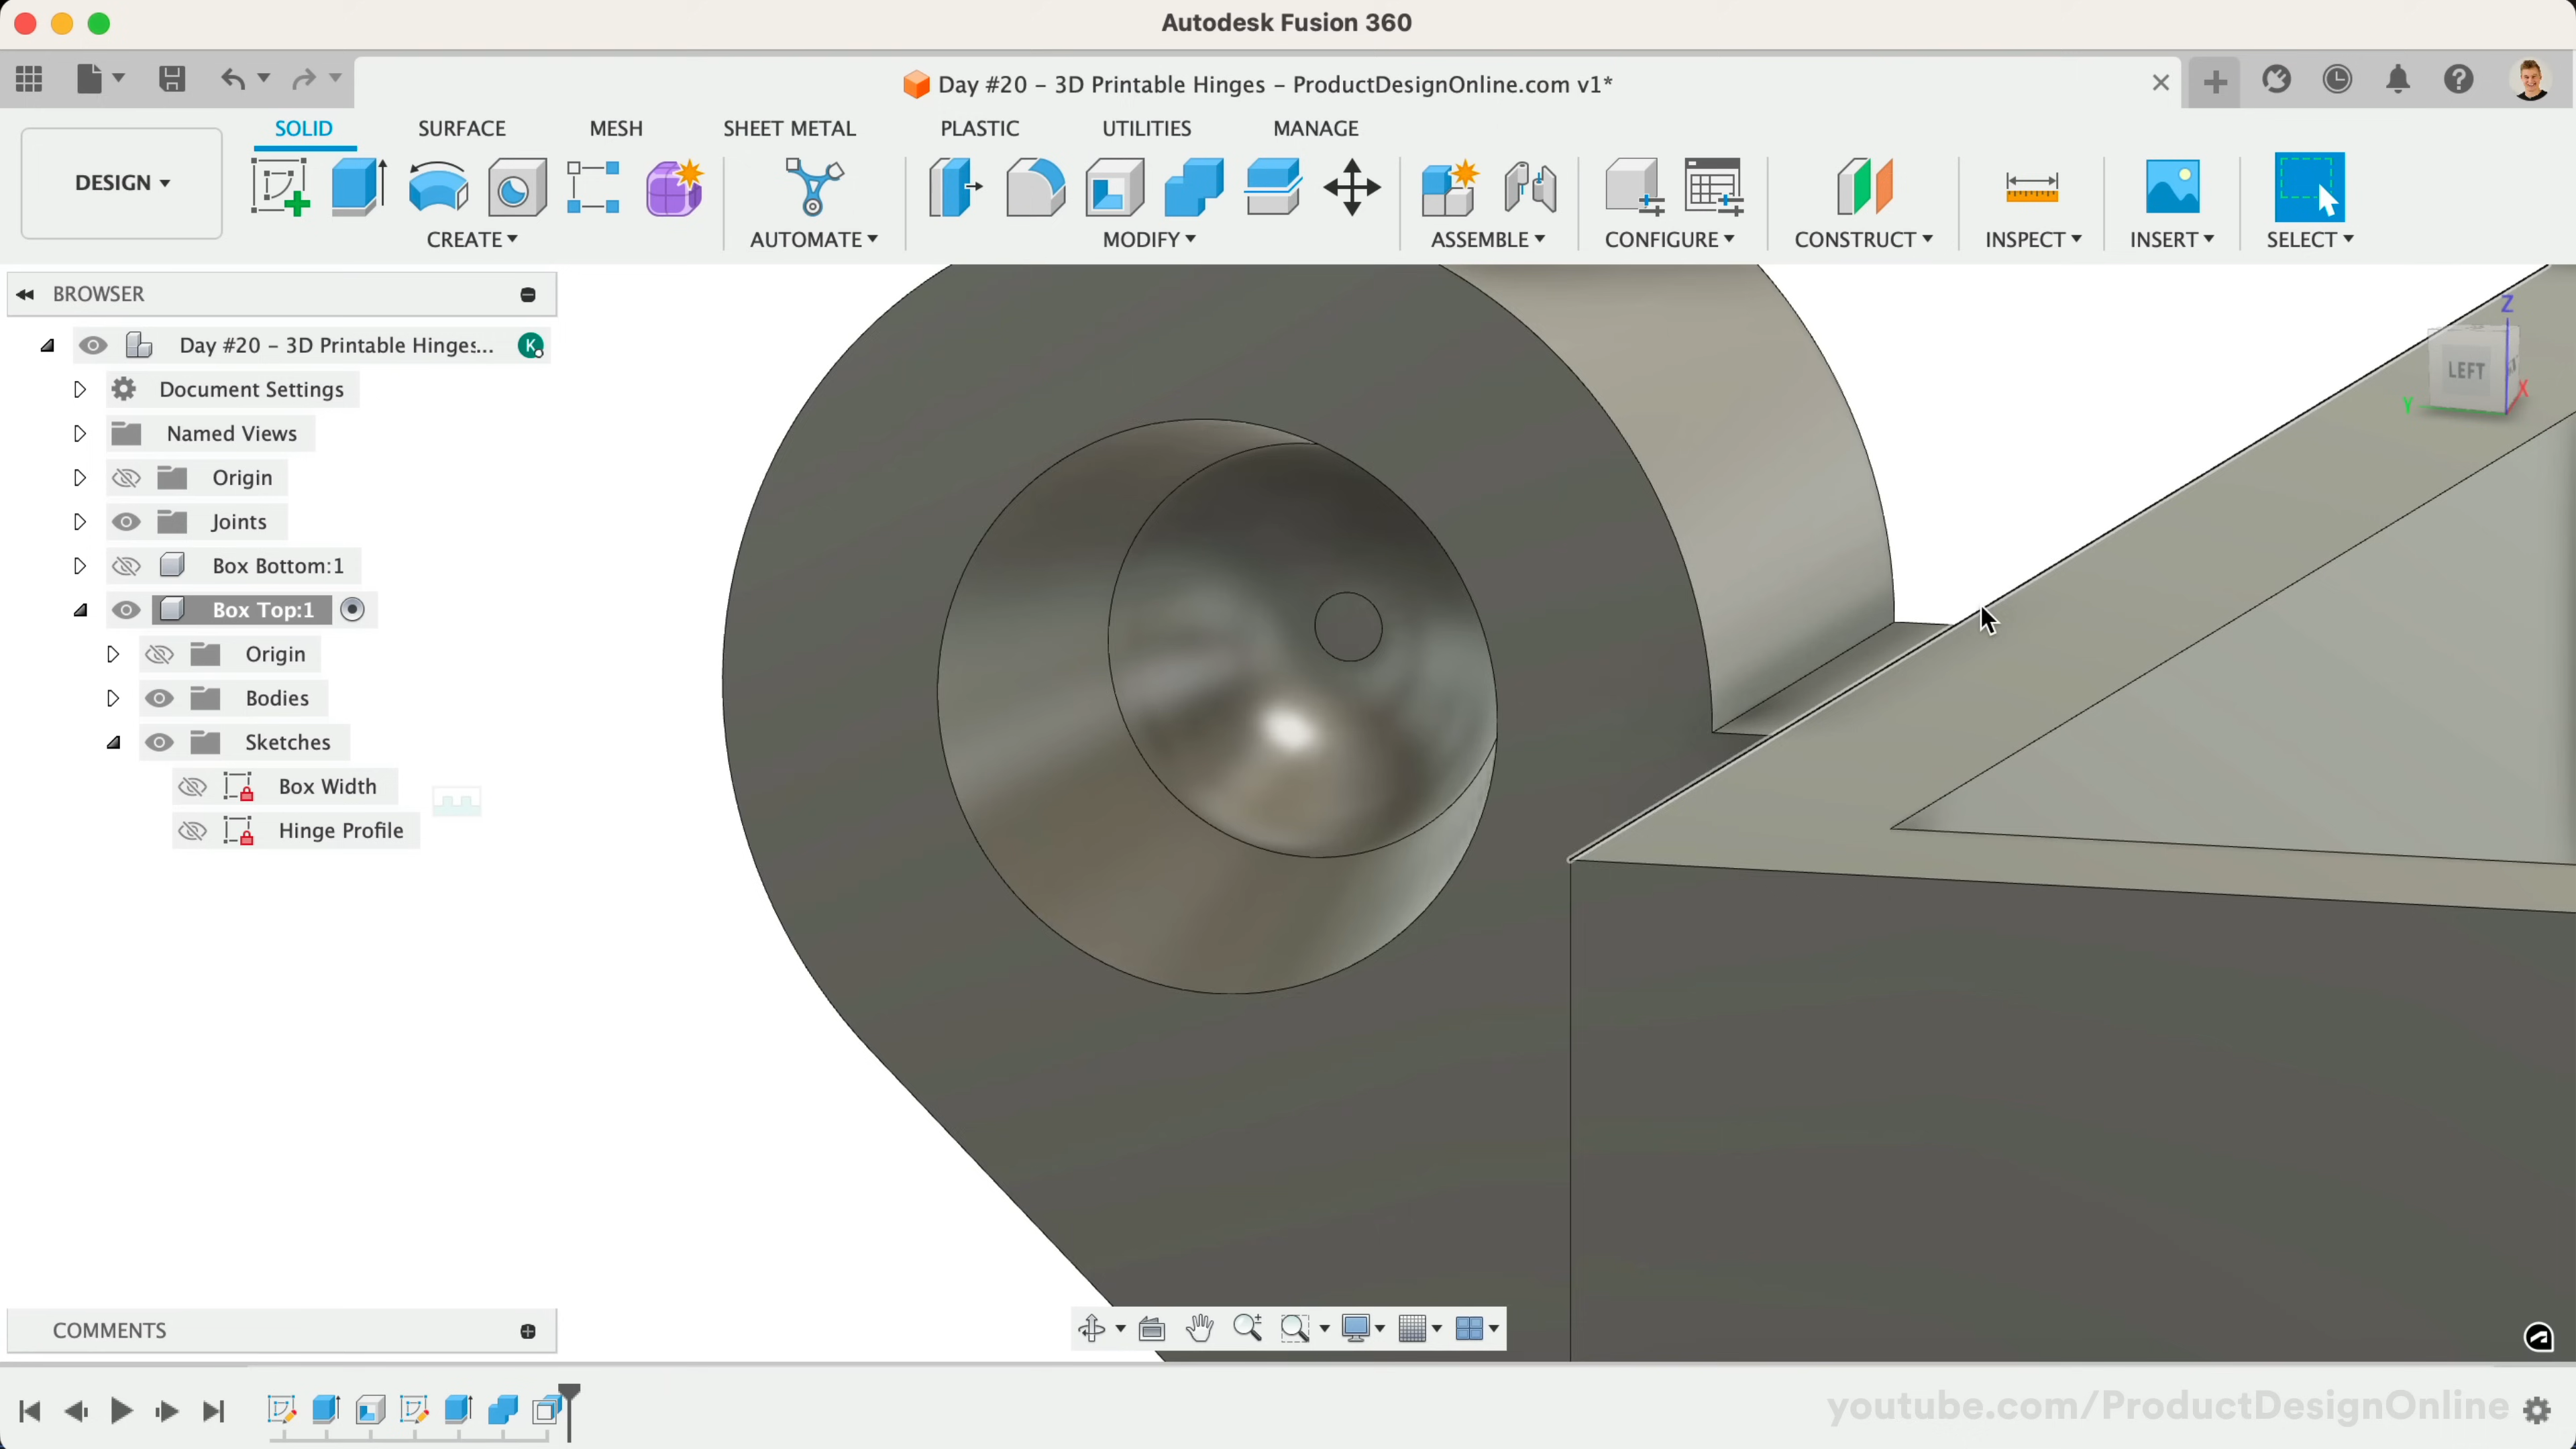 Autodesk Fusion 360
Day #20 – 3D Printable Hinges – ProductDesignOnline.com v1*
SOLID SURFACE MESH SHEET METAL PLASTIC UTILITIES MANAGE
DESIGN
CREATE AUTOMATE MODIFY ASSEMBLE CONFIGURE CONSTRUCT INSPECT INSERT SELECT
BROWSER
Day #20 – 3D Printable Hinges... K
Document Settings
Named Views
Origin
Joints
Box Bottom:1
Box Top:1
Origin
Bodies
Sketches
Box Width
Hinge Profile
Z
LEFT
X
Y
COMMENTS
youtube.com/ProductDesignOnline